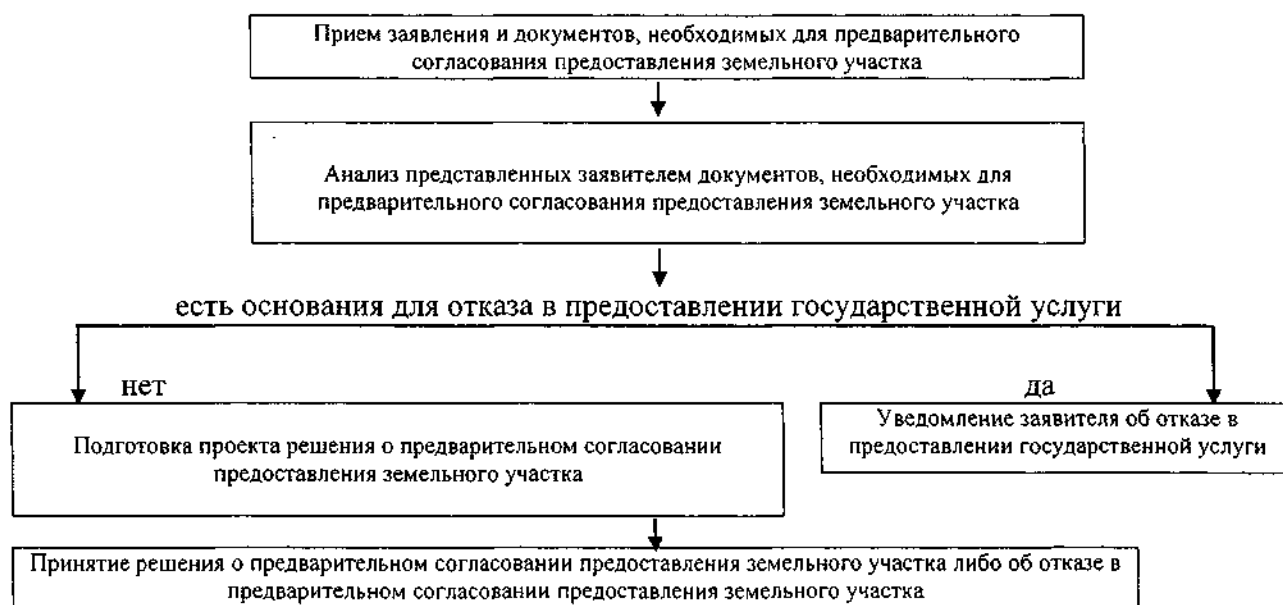 Прием заявления и документов, необходимых для предварительного
согласования предоставления земельного участка
Анализ представленных заявителем документов, необходимых для
предварительного согласования предоставления земельного участка
есть основания для отказа в предоставлении государственной услуги
нет
да
Подготовка проекта решения о предварительном согласовании
предоставления земельного участка
Уведомление заявителя об отказе в
предоставлении государственной услуги
Принятие решения о предварительном согласовании предоставления земельного участка либо об отказе в
предварительном согласовании предоставления земельного участка